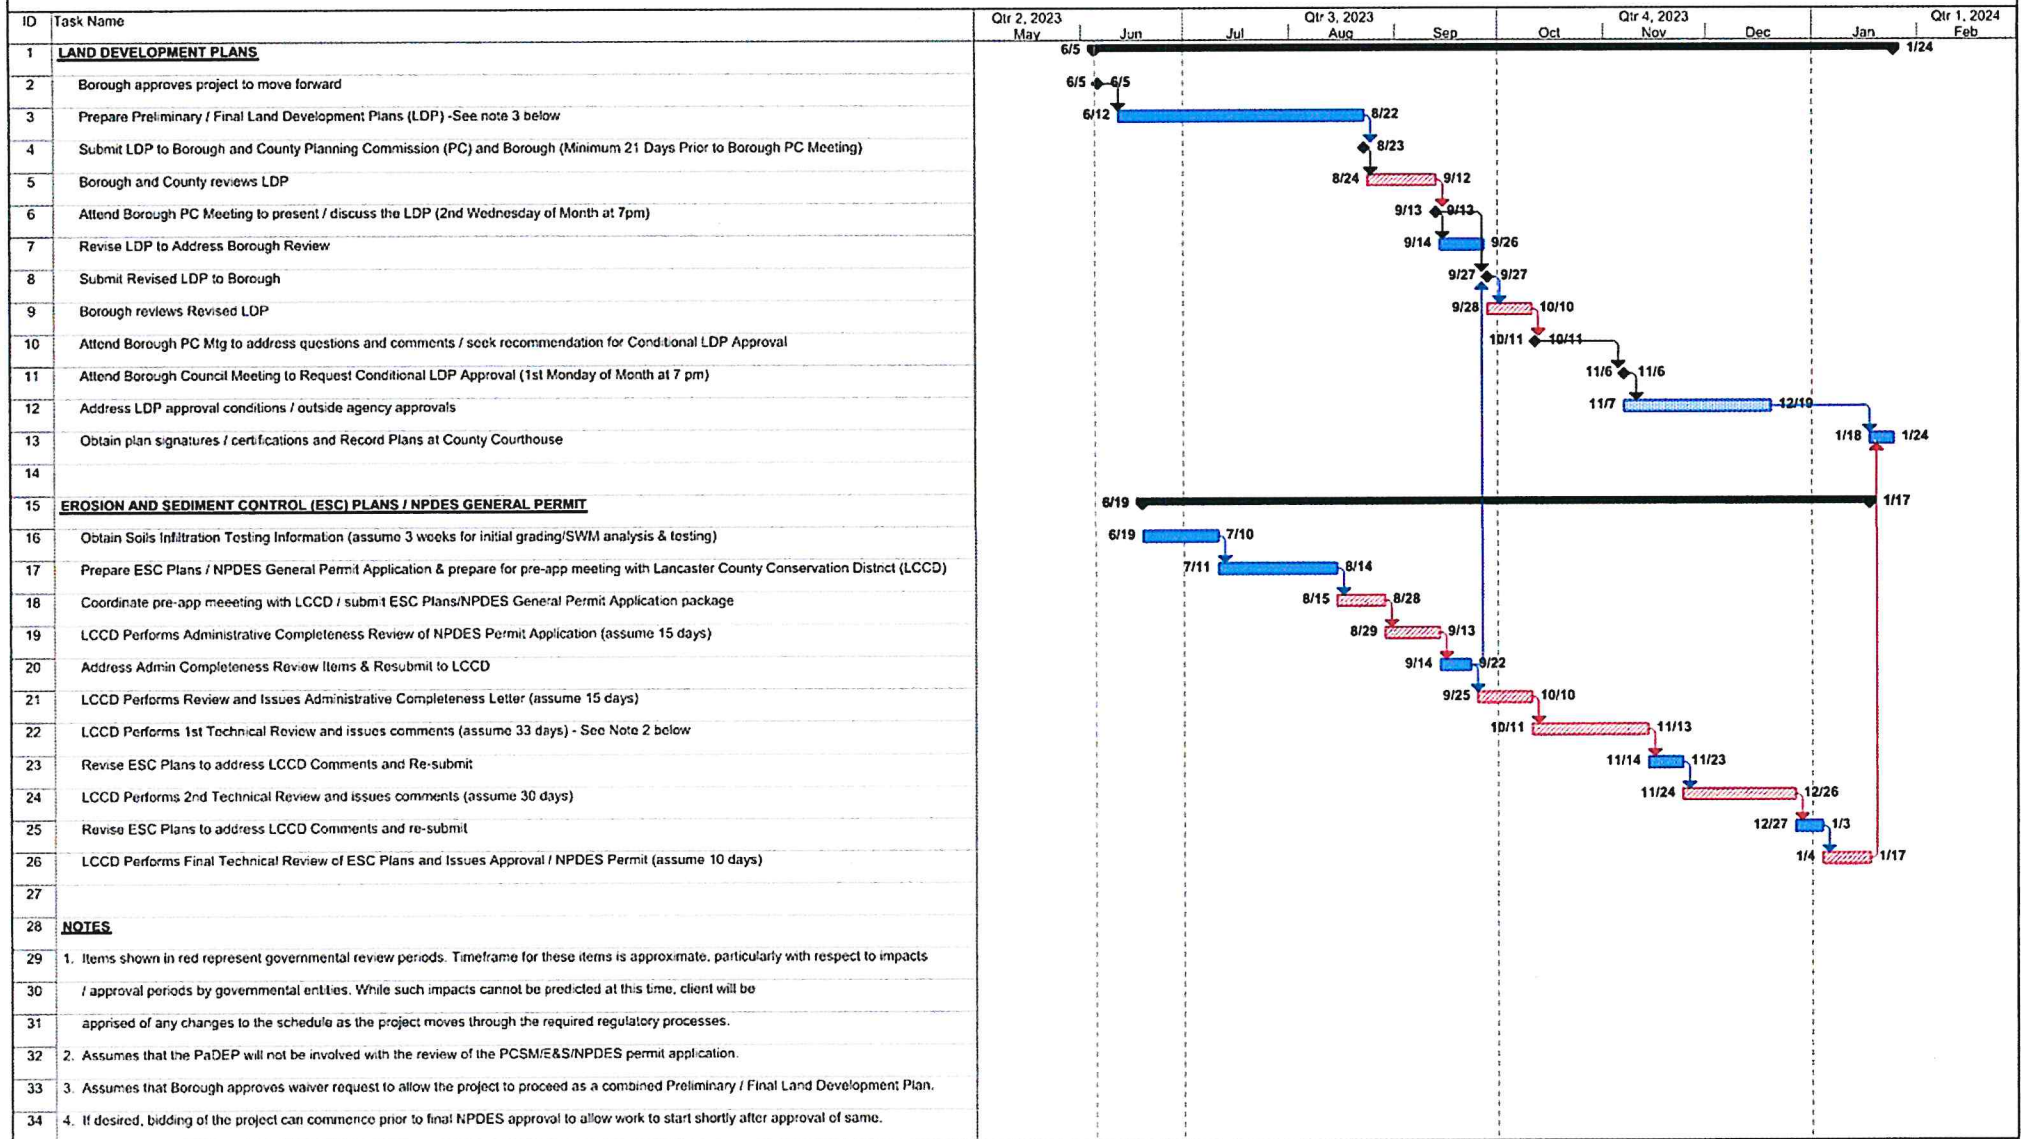 ID Task Name Qtr 2, 2023 Qtr 3, 2023 Qtr 4, 2023 Qtr 1, 2024
May Jun Jul Aug Sep Oct Nov Dec Jan Feb
1 LAND DEVELOPMENT PLANS 6/5 1/24
2 Borough approves project to move forward 6/5 6/5
3 Prepare Preliminary / Final Land Development Plans (LDP) -See note 3 below 6/12 8/22
4 Submit LDP to Borough and County Planning Commission (PC) and Borough (Minimum 21 Days Prior to Borough PC Meeting) 8/23
5 Borough and County reviews LDP 8/24 9/12
6 Attend Borough PC Meeting to present / discuss the LDP (2nd Wednesday of Month at 7pm) 9/13 9/13
7 Revise LDP to Address Borough Review 9/14 9/26
8 Submit Revised LDP to Borough 9/27 9/27
9 Borough reviews Revised LDP 9/28 10/10
10 Attend Borough PC Mtg to address questions and comments / seek recommendation for Conditional LDP Approval 10/11 10/11
11 Attend Borough Council Meeting to Request Conditional LDP Approval (1st Monday of Month at 7 pm) 11/6 11/6
12 Address LDP approval conditions / outside agency approvals 11/7 12/19
13 Obtain plan signatures / certifications and Record Plans at County Courthouse 1/18 1/24
14
15 EROSION AND SEDIMENT CONTROL (ESC) PLANS / NPDES GENERAL PERMIT 6/19 1/17
16 Obtain Soils Infiltration Testing Information (assume 3 weeks for initial grading/SWM analysis & testing) 6/19 7/10
17 Prepare ESC Plans / NPDES General Permit Application & prepare for pre-app meeting with Lancaster County Conservation District (LCCD) 7/11 8/14
18 Coordinate pre-app meeeting with LCCD / submit ESC Plans/NPDES General Permit Application package 8/15 8/28
19 LCCD Performs Administrative Completeness Review of NPDES Permit Application (assume 15 days) 8/29 9/13
20 Address Admin Completeness Review Items & Resubmit to LCCD 9/14 9/22
21 LCCD Performs Review and Issues Administrative Completeness Letter (assume 15 days) 9/25 10/10
22 LCCD Performs 1st Technical Review and issues comments (assume 33 days) - See Note 2 below 10/11 11/13
23 Revise ESC Plans to address LCCD Comments and Re-submit 11/14 11/23
24 LCCD Performs 2nd Technical Review and issues comments (assume 30 days) 11/24 12/26
25 Revise ESC Plans to address LCCD Comments and re-submit 12/27 1/3
26 LCCD Performs Final Technical Review of ESC Plans and Issues Approval / NPDES Permit (assume 10 days) 1/4 1/17
27
28 NOTES
29 1. Items shown in red represent governmental review periods. Timeframe for these items is approximate, particularly with respect to impacts
30 / approval periods by governmental entities. While such impacts cannot be predicted at this time, client will be
31 apprised of any changes to the schedule as the project moves through the required regulatory processes.
32 2. Assumes that the PaDEP will not be involved with the review of the PCSM/E&S/NPDES permit application.
33 3. Assumes that Borough approves waiver request to allow the project to proceed as a combined Preliminary / Final Land Development Plan.
34 4. If desired, bidding of the project can commence prior to final NPDES approval to allow work to start shortly after approval of same.